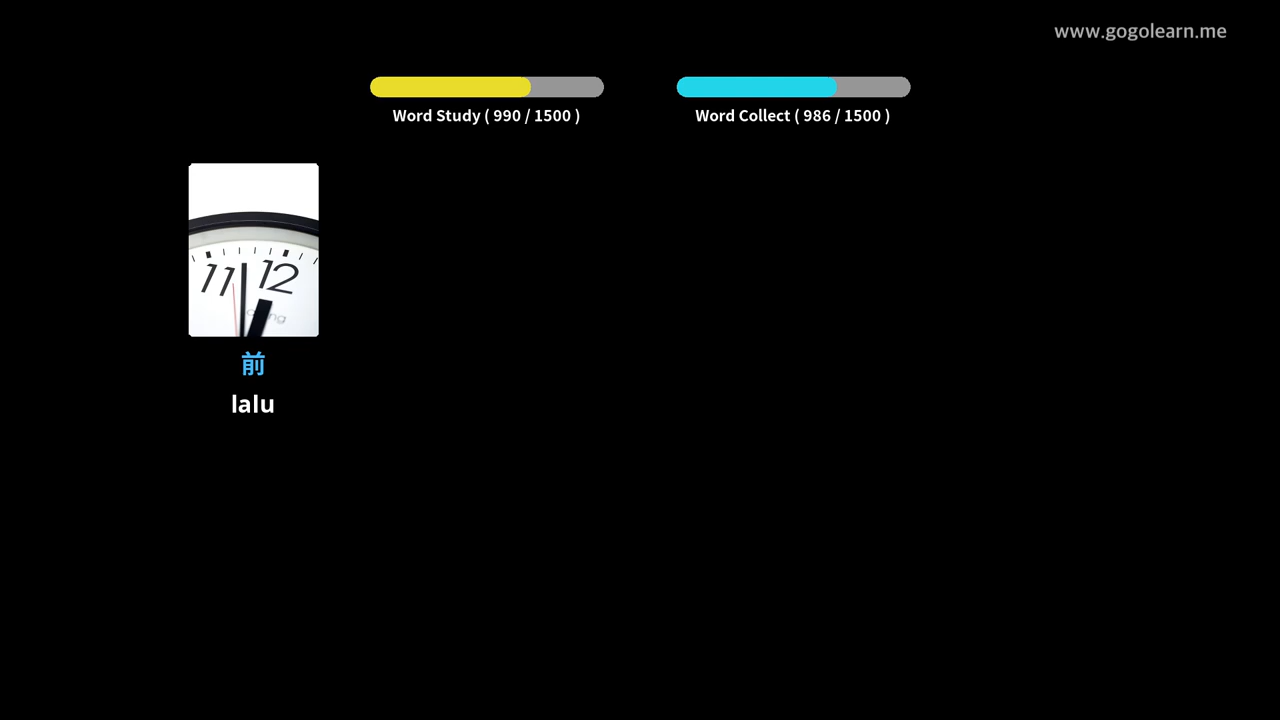 www.gogolearn.me
Word Study ( 990 / 1500 )
Word Collect ( 986 / 1500 )
11 12
前
lalu